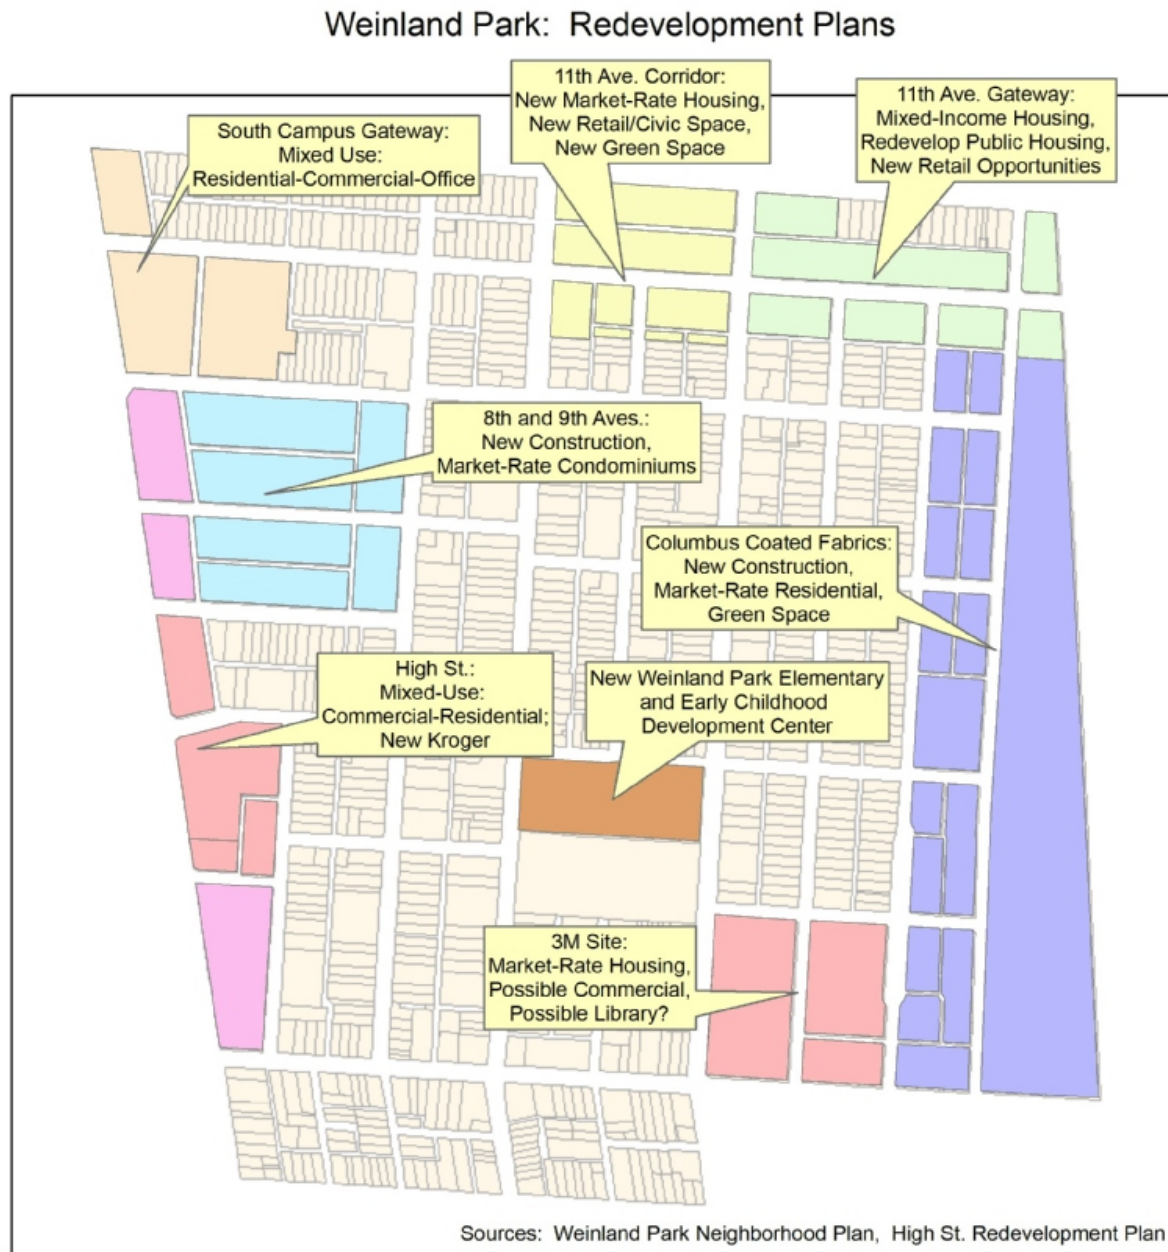 Weinland Park:  Redevelopment Plans
11th Ave. Corridor:
New Market-Rate Housing,
New Retail/Civic Space,
New Green Space
11th Ave. Gateway:
Mixed-Income Housing,
Redevelop Public Housing,
New Retail Opportunities
South Campus Gateway:
Mixed Use:
Residential-Commercial-Office
8th and 9th Aves.:
New Construction,
Market-Rate Condominiums
Columbus Coated Fabrics:
New Construction,
Market-Rate Residential,
Green Space
High St.:
Mixed-Use:
Commercial-Residential;
New Kroger
New Weinland Park Elementary
and Early Childhood
Development Center
3M Site:
Market-Rate Housing,
Possible Commercial,
Possible Library?
Sources:  Weinland Park Neighborhood Plan,  High St. Redevelopment Plan